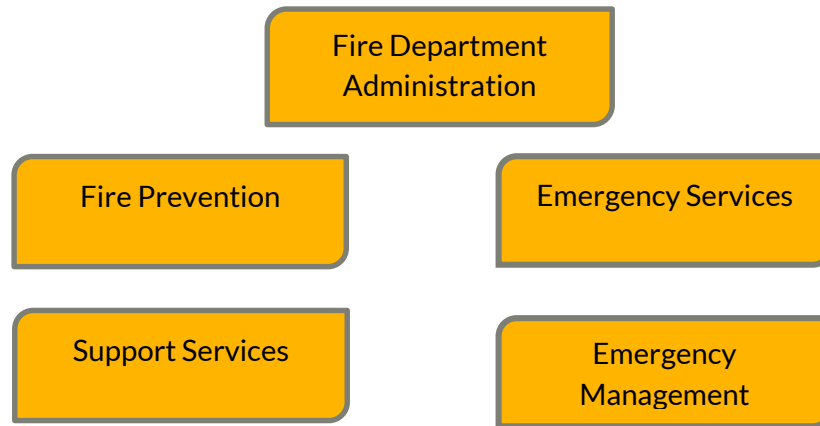 Fire Department
Administration
Fire Prevention
Emergency Services
Support Services
Emergency
Management